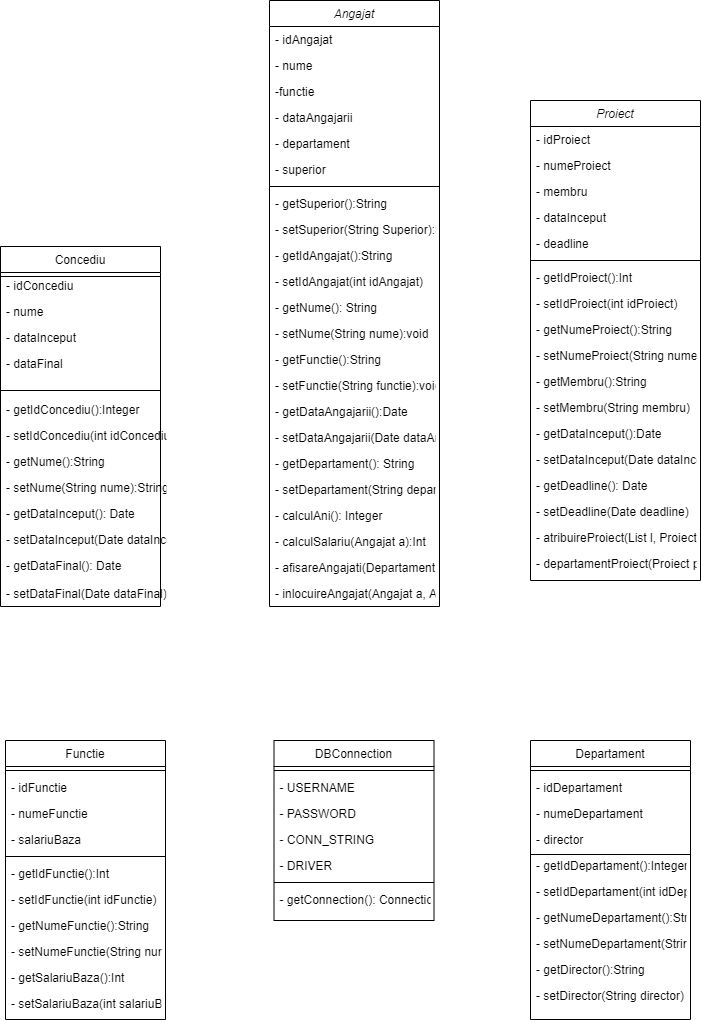 Angajat
- idAngajat
- nume
-functie
- dataAngajarii
- departament
- superior
- getSuperior():String
- setSuperior(String Superior):
- getIdAngajat():String
- setIdAngajat(int idAngajat)
- getNume(): String
- setNume(String nume):void
- getFunctie():String
- setFunctie(String functie):voi
- getDataAngajarii():Date
- setDataAngajarii(Date dataA
- getDepartament(): String
- setDepartament(String depar
- calculAni(): Integer
- calculSalariu(Angajat a):Int
- afisareAngajati(Departament
- inlocuireAngajat(Angajat a, A
Proiect
- idProiect
- numeProiect
- membru
- dataInceput
- deadline
- getIdProiect():Int
- setIdProiect(int idProiect)
- getNumeProiect():String
- setNumeProiect(String nume
- getMembru():String
- setMembru(String membru)
- getDataInceput():Date
- setDataInceput(Date dataInc
- getDeadline(): Date
- setDeadline(Date deadline)
- atribuireProiect(List l, Proiect
- departamentProiect(Proiect p
Concediu
- idConcediu
- nume
- dataInceput
- dataFinal
- getIdConcediu():Integer
- setIdConcediu(int idConcediu
- getNume():String
- setNume(String nume):String
- getDataInceput(): Date
- setDataInceput(Date dataInc
- getDataFinal(): Date
- setDataFinal(Date dataFinal)
Functie
- idFunctie
- numeFunctie
- salariuBaza
- getIdFunctie():Int
- setIdFunctie(int idFunctie)
- getNumeFunctie():String
- setNumeFunctie(String nur
- getSalariuBaza():Int
- setSalariuBaza(int salariuB
DBConnection
- USERNAME
- PASSWORD
- CONN_STRING
- DRIVER
- getConnection(): Connectic
Departament
- idDepartament
- numeDepartament
- director
- getIdDepartament():Integer
- setIdDepartament(int idDep
- getNumeDepartament():Str
- setNumeDepartament(Strir
- getDirector():String
- setDirector(String director)